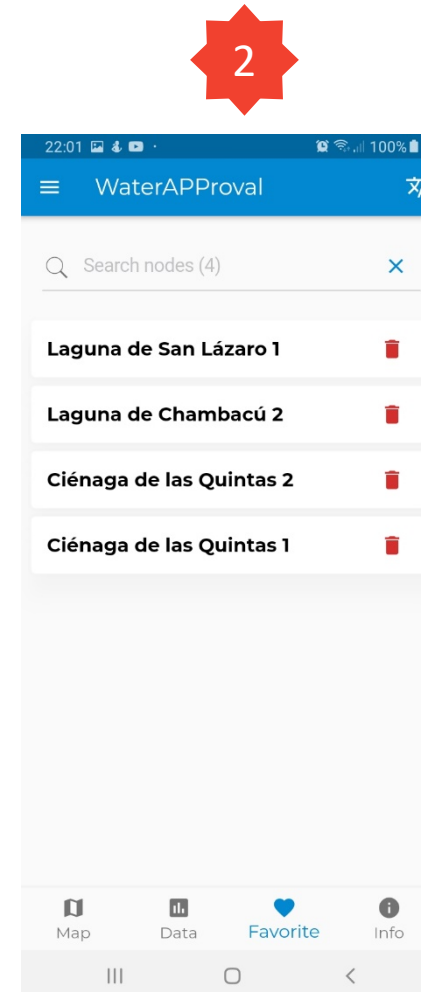 2
22:01 100%
WaterAPProval
Search nodes (4)
Laguna de San Lázaro 1
Laguna de Chambacú 2
Ciénaga de las Quintas 2
Ciénaga de las Quintas 1
Map Data Favorite Info